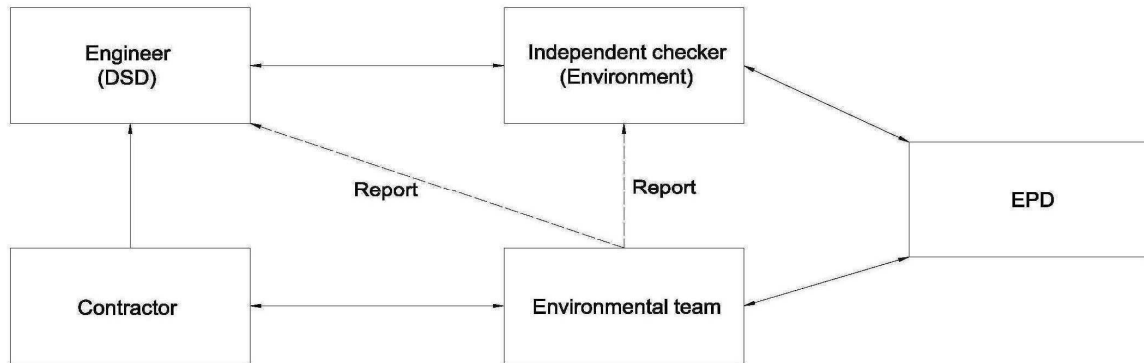 Engineer
(DSD)
Independent checker
(Environment)
Report
Report
EPD
Contractor
Environmental team